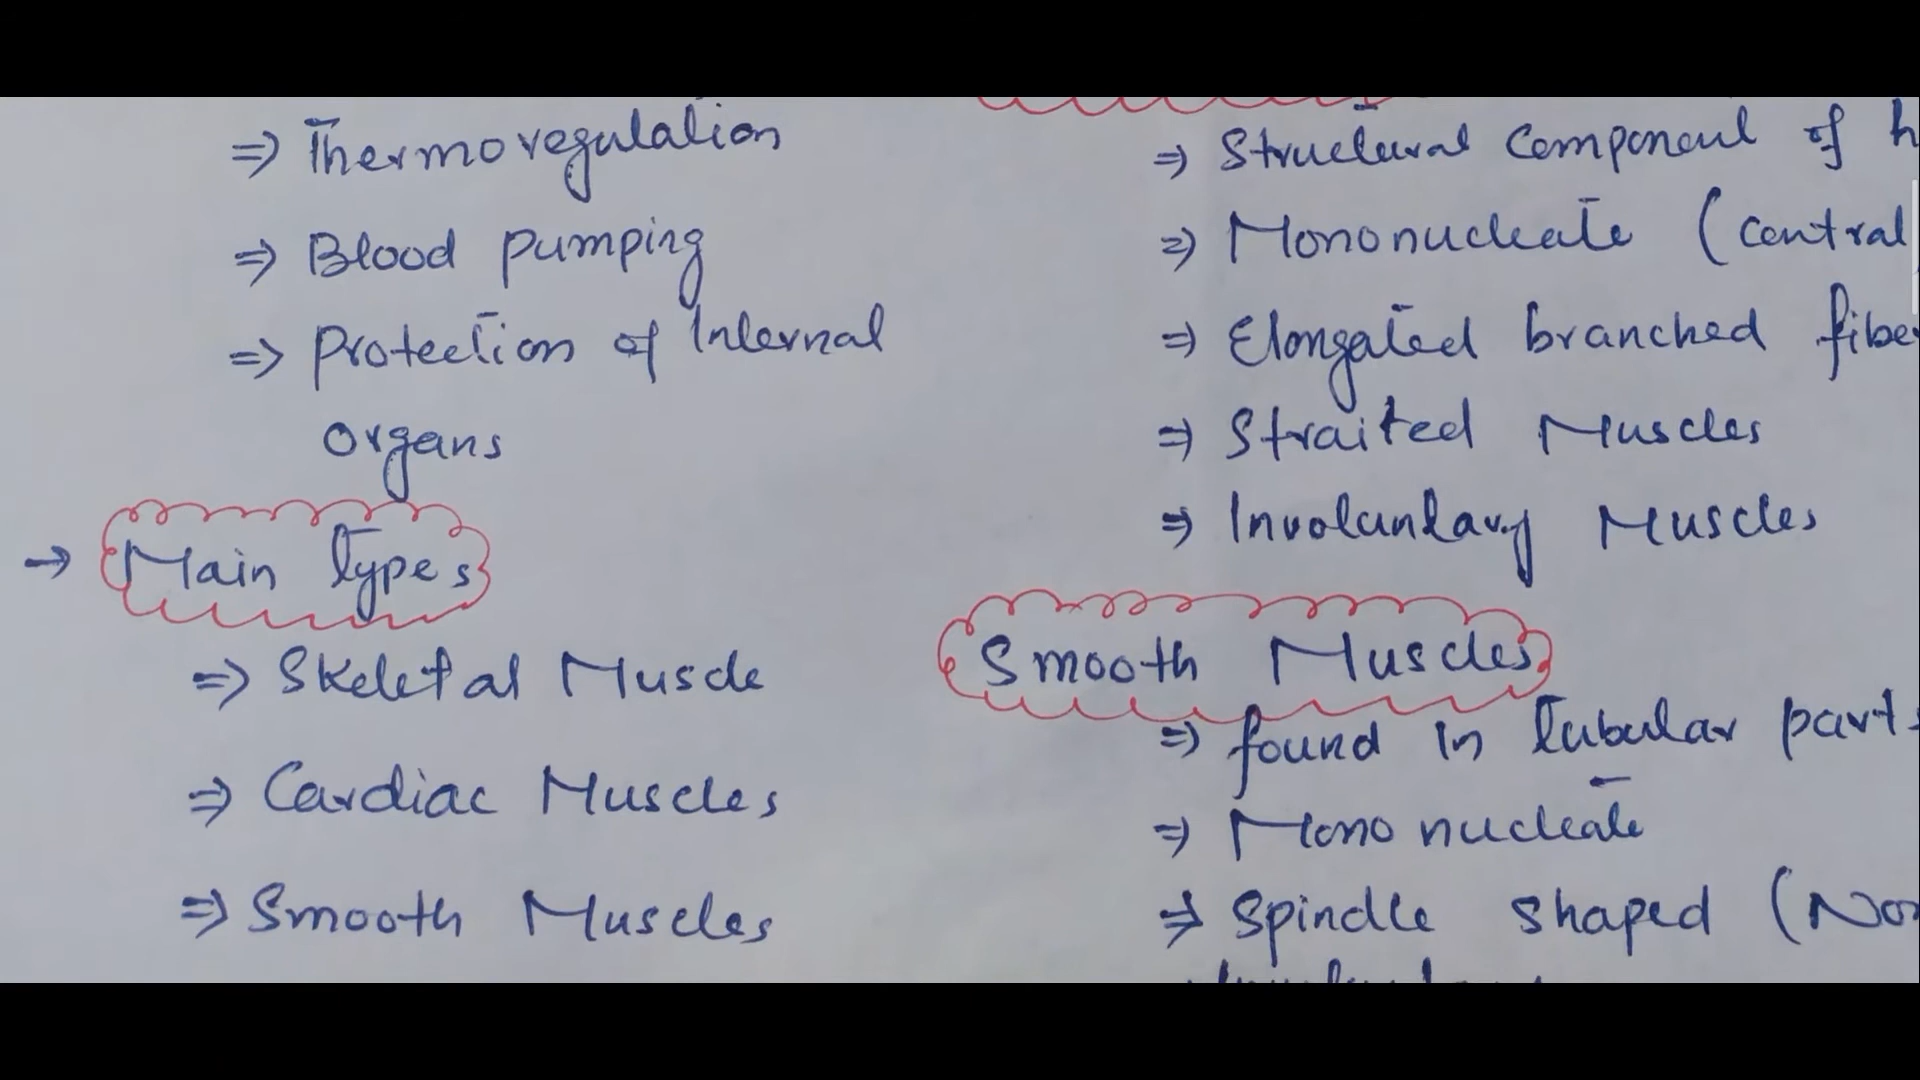 ⇒ Thermoregulation
⇒ Blood pumping
⇒ Protection of Internal
organs
→ Main Types
⇒ Skeletal Muscle
⇒ Cardiac Muscles
⇒ Smooth Muscles
⇒ Structural Component of
⇒ Mononucleate (Central
⇒ Elongated branched
⇒ Straited Muscles
⇒ Involuntary Muscles
Smooth Muscles
⇒ found in Tubular parts
⇒ Mono nucleate
⇒ Spindle shaped